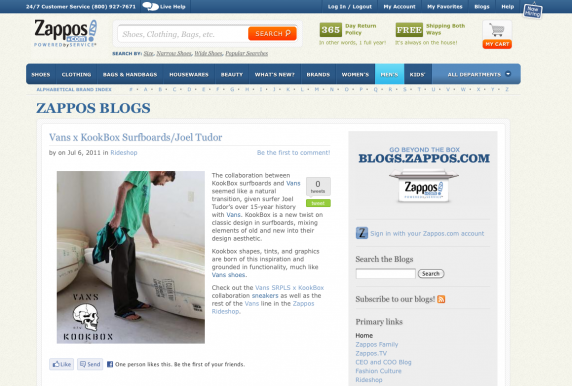 24/7 Customer Service (800) 927-7671 Live Help Log In / Logout My Account My Favorites Blogs Help
Now Hiring
Zappos.com
POWERED by SERVICE
Shoes, Clothing, Bags, etc. SEARCH
SEARCH BY: Size, Narrow Shoes, Wide Shoes, Popular Searches
365 Day Return Policy
In other words, 1 full year!
FREE Shipping Both Ways
It's always on the house!
MY CART
SHOES CLOTHING BAGS & HANDBAGS HOUSEWARES BEAUTY WHAT'S NEW? BRANDS WOMEN'S MEN'S KIDS' ALL DEPARTMENTS
ALPHABETICAL BRAND INDEX # • A • B • C • D • E • F • G • H • I • J • K • L • M • N • O • P • Q • R • S • T • U • V • W • X • Y • Z
ZAPPOS BLOGS
Vans x KookBox Surfboards/Joel Tudor
by on Jul 6, 2011 in Rideshop Be the first to comment!
The collaboration between
KookBox surfboards and Vans
seemed like a natural
transition, given surfer Joel
Tudor's over 15-year history
with Vans. KookBox is a new twist on
classic design in surfboards, mixing
elements of old and new into their
design aesthetic.
0
tweets
tweet
Kookbox shapes, tints, and graphics
are born of this inspiration and
grounded in functionality, much like
Vans shoes.
Check out the Vans SRPLS x KookBox
collaboration sneakers as well as the
rest of the Vans line in the Zappos
Rideshop.
VANS
KOOKBOX
Like Send One person likes this. Be the first of your friends.
GO BEYOND THE BOX
BLOGS.ZAPPOS.COM
Zappos.com
Sign in with your Zappos.com account
Search the Blogs
Search
Subscribe to our blogs!
Primary links
Home
Zappos Family
Zappos.TV
CEO and COO Blog
Fashion Culture
Rideshop